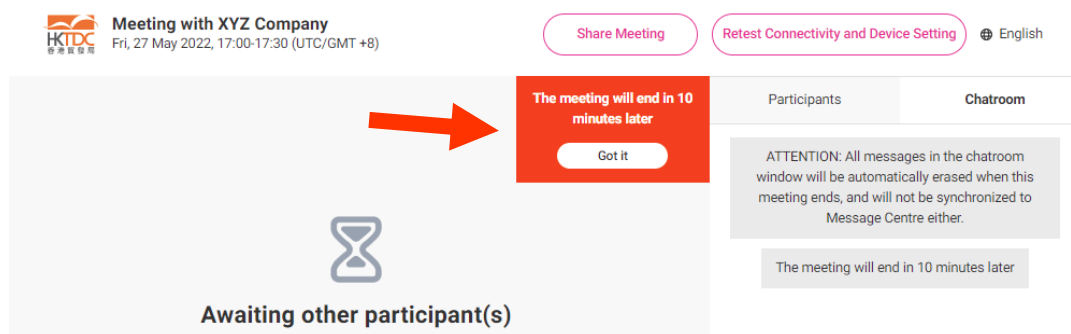 HKTDC
香港貿發局
Meeting with XYZ Company
Fri, 27 May 2022, 17:00-17:30 (UTC/GMT +8)
Share Meeting
Retest Connectivity and Device Setting
English
The meeting will end in 10
minutes later
Got it
Awaiting other participant(s)
Participants
Chatroom
ATTENTION: All messages in the chatroom
window will be automatically erased when this
meeting ends, and will not be synchronized to
Message Centre either.
The meeting will end in 10 minutes later